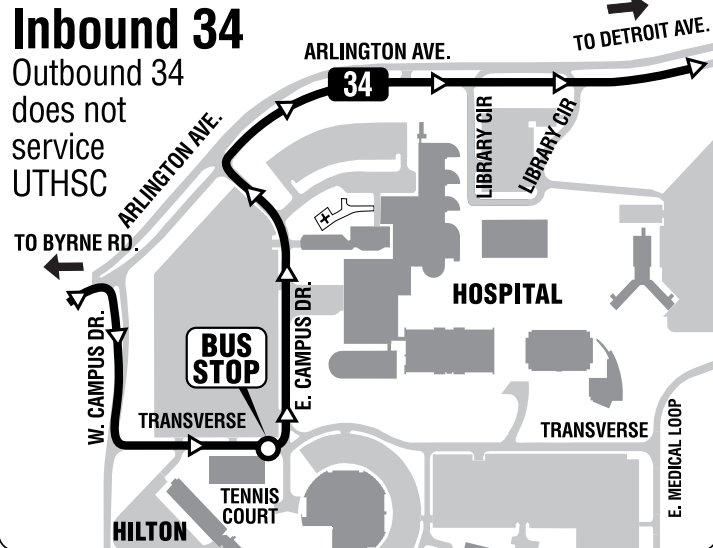 Inbound 34
Outbound 34
does not
service
UTHSC
TO DETROIT AVE.
ARLINGTON AVE.
34
ARLINGTON AVE.
LIBRARY CIR
LIBRARY CIR
TO BYRNE RD.
HOSPITAL
W. CAMPUS DR.
E. CAMPUS DR.
BUS
STOP
TRANSVERSE
TRANSVERSE
E. MEDICAL LOOP
TENNIS
COURT
HILTON